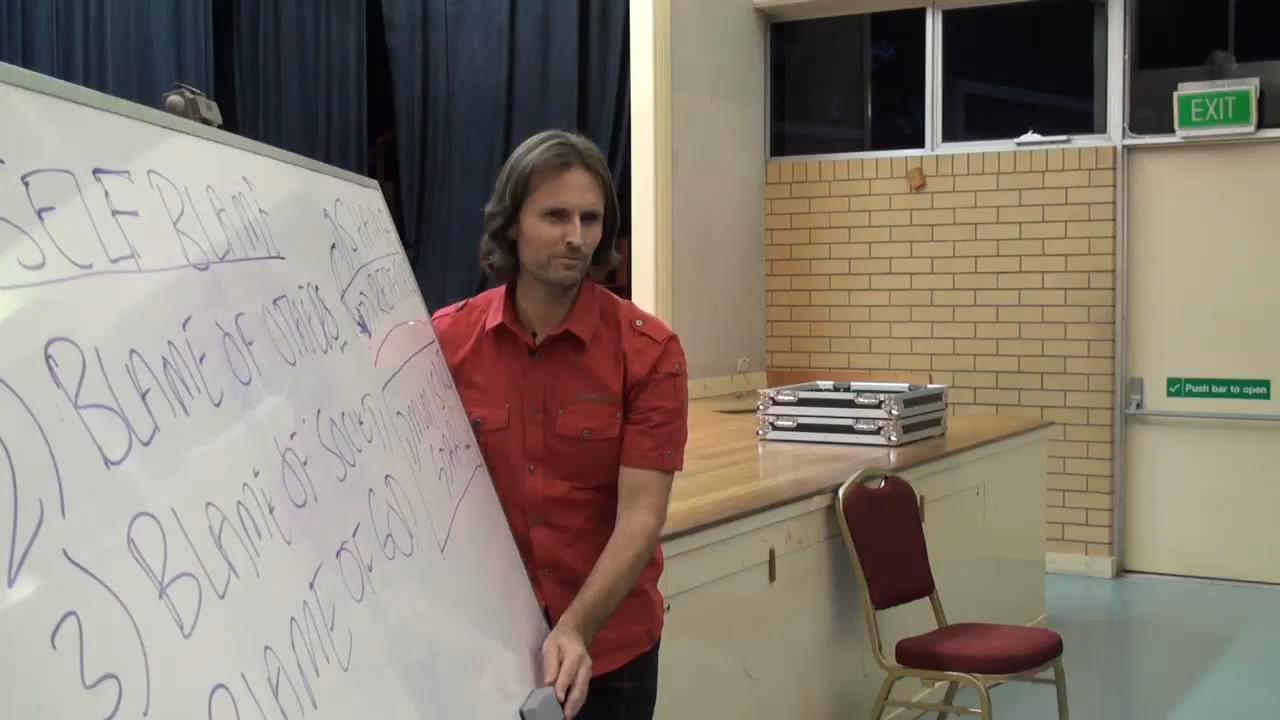 SELF BLAME
BLAME OF OTHERS
2) BLAME OF SOCIETY
3) BLAME OF GOD
EXIT
Push bar to open